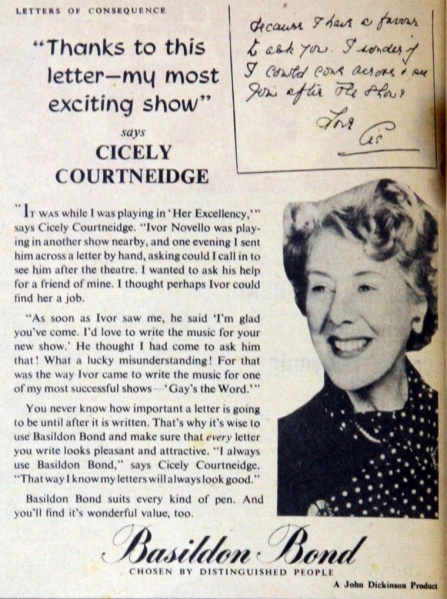 LETTERS OF CONSEQUENCE
“Thanks to this
letter—my most
exciting show”
says
CICELY
COURTNEIDGE
because I have a favour
to ask you. I wonder if
I could come across & see
you after the show?
Love
Cis
“IT WAS while I was playing in ‘Her Excellency,’”
says Cicely Courtneidge. “Ivor Novello was play-
ing in another show nearby, and one evening I sent
him across a letter by hand, asking could I call in to
see him after the theatre. I wanted to ask his help
for a friend of mine. I thought perhaps Ivor could
find her a job.
“As soon as Ivor saw me, he said ‘I’m glad
you’ve come. I’d love to write the music for your
new show.’ He thought I had come to ask him
that! What a lucky misunderstanding! For that
was the way Ivor came to write the music for one
of my most successful shows—‘Gay’s the Word.’”
You never know how important a letter is going
to be until after it is written. That’s why it’s wise to
use Basildon Bond and make sure that every letter
you write looks pleasant and attractive. “I always
use Basildon Bond,” says Cicely Courtneidge.
“That way I know my letters will always look good.”
Basildon Bond suits every kind of pen. And
you’ll find it’s wonderful value, too.
Basildon Bond
CHOSEN BY DISTINGUISHED PEOPLE
A John Dickinson Product